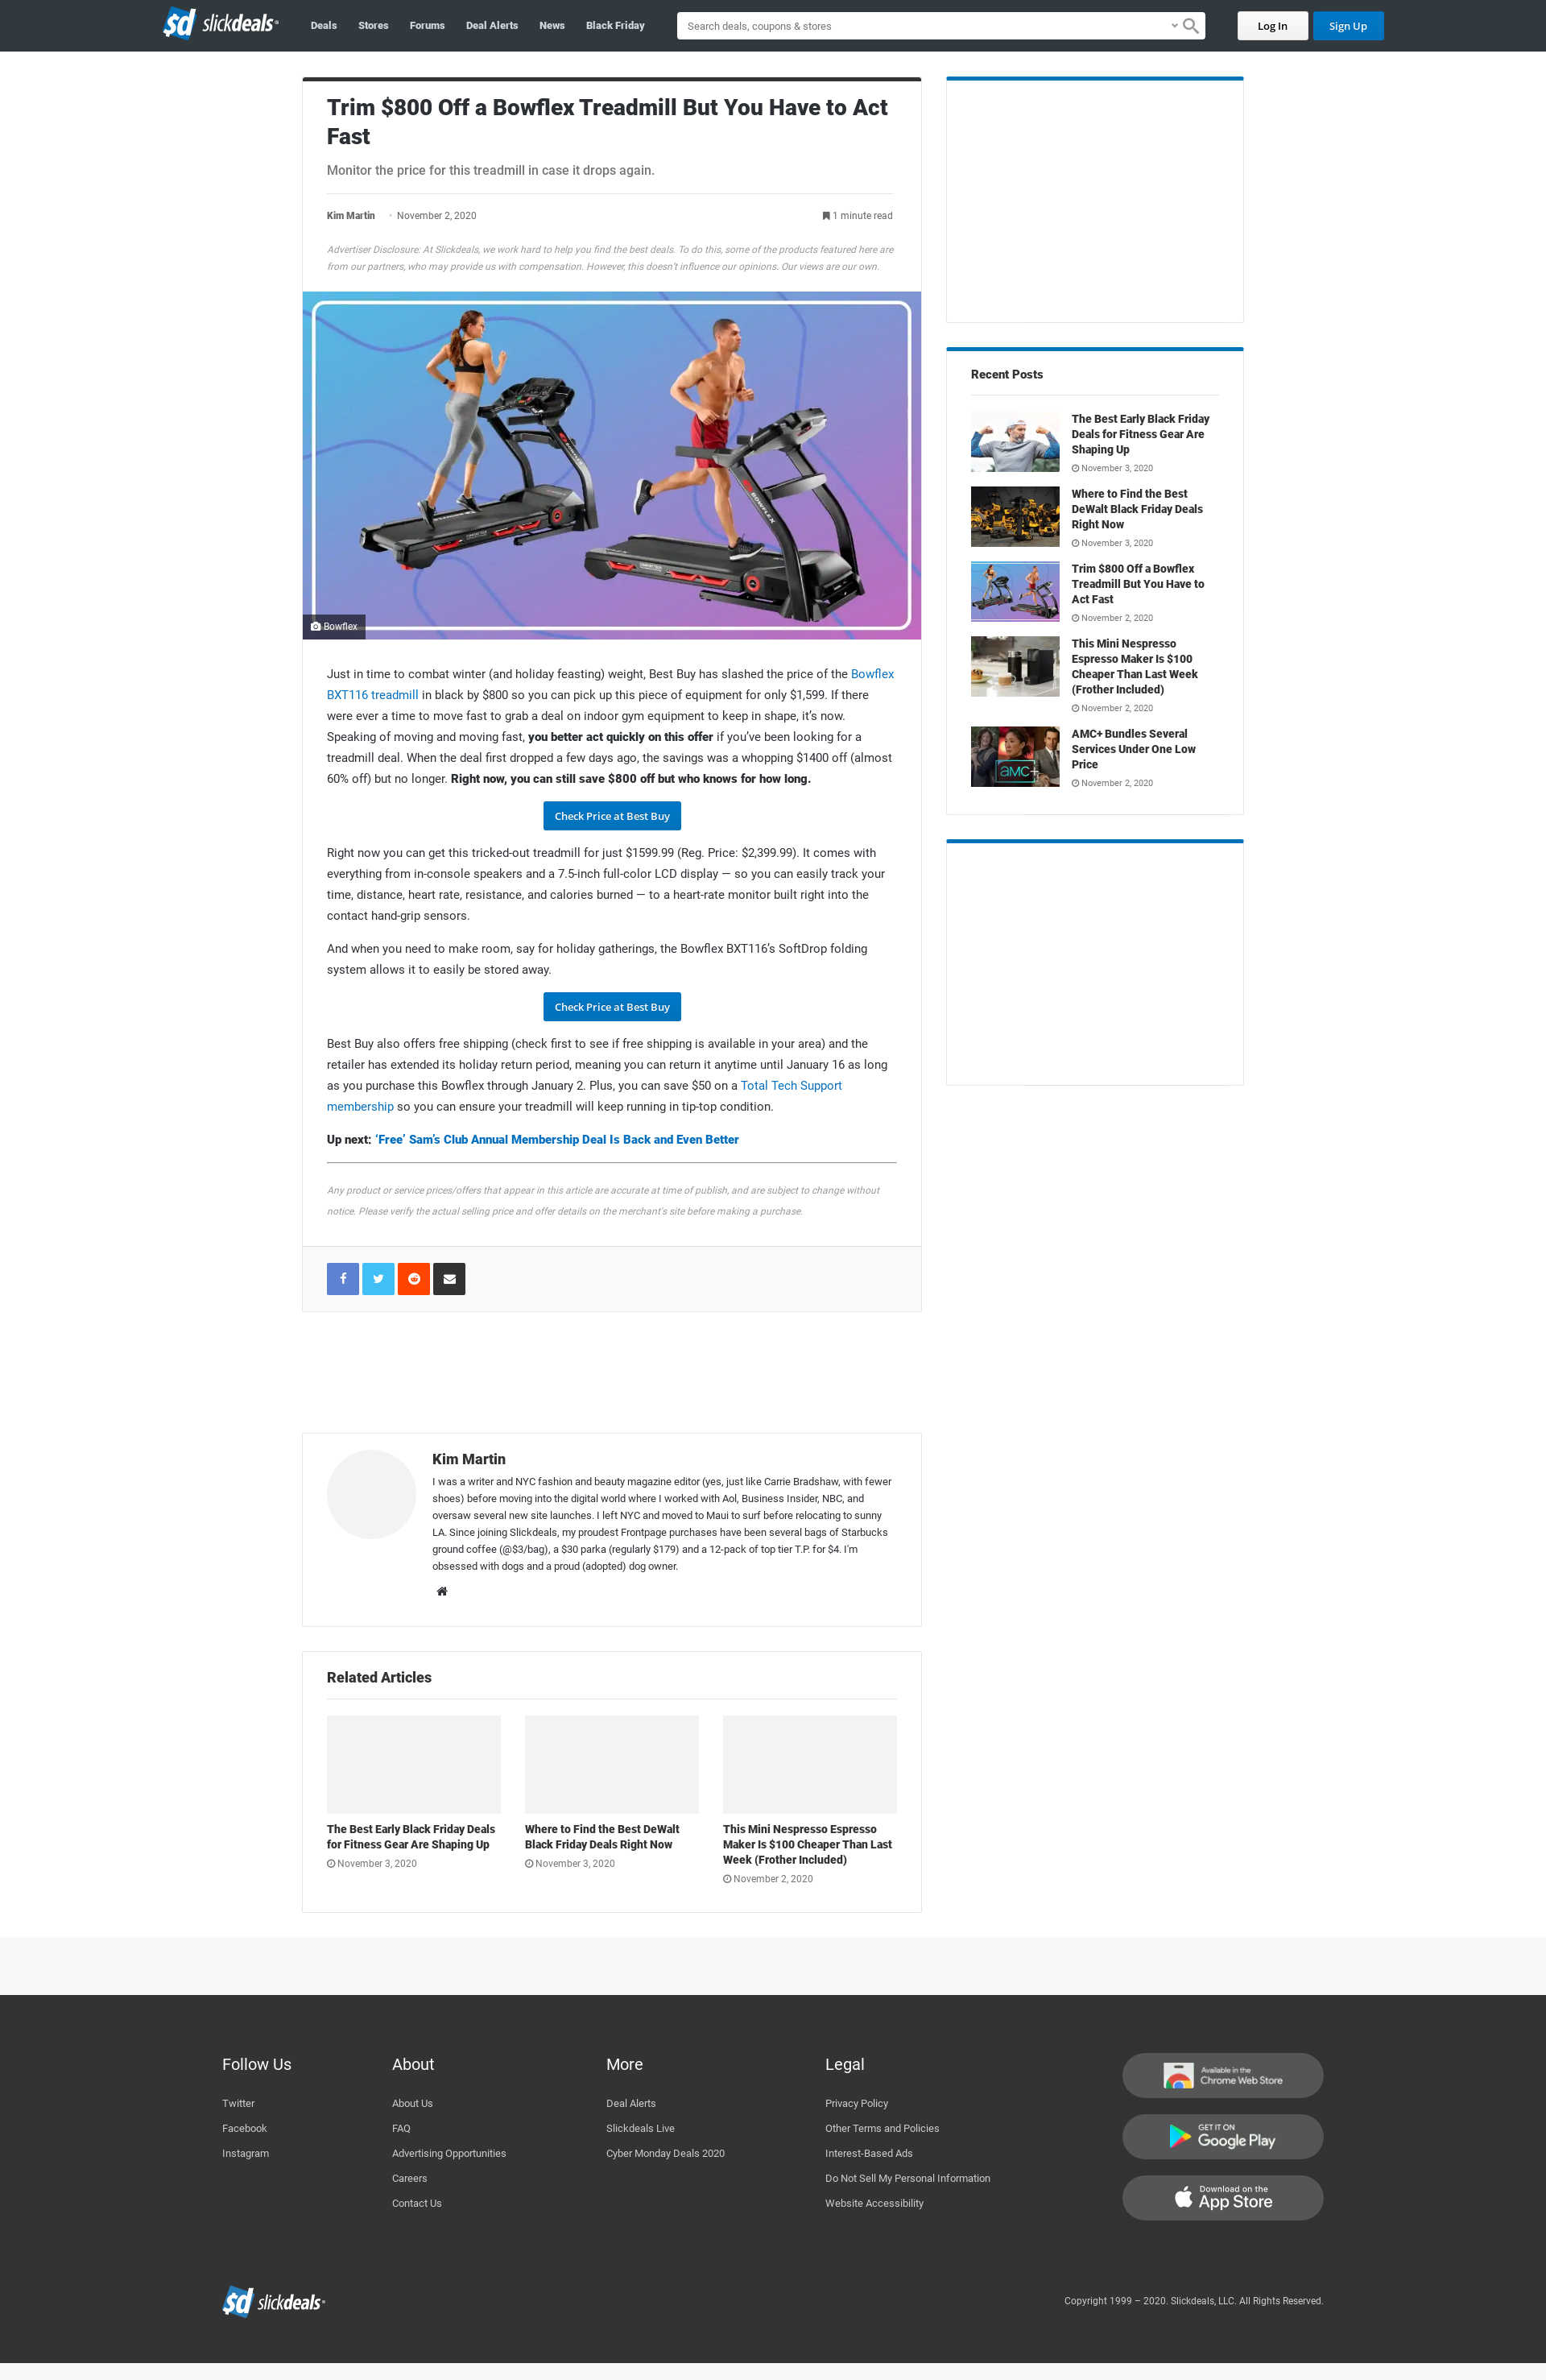 sd slickdeals®
Deals
Stores
Forums
Deal Alerts
News
Black Friday
Search deals, coupons & stores
Log In
Sign Up
Trim $800 Off a Bowflex Treadmill But You Have to Act
Fast
Monitor the price for this treadmill in case it drops again.
Kim Martin
November 2, 2020
1 minute read
Advertiser Disclosure: At Slickdeals, we work hard to help you find the best deals. To do this, some of the products featured here are
from our partners, who may provide us with compensation. However, this doesn't influence our opinions. Our views are our own.
BOWFLEX
Bowflex
Just in time to combat winter (and holiday feasting) weight, Best Buy has slashed the price of the Bowflex
BXT116 treadmill in black by $800 so you can pick up this piece of equipment for only $1,599. If there
were ever a time to move fast to grab a deal on indoor gym equipment to keep in shape, it’s now.
Speaking of moving and moving fast, you better act quickly on this offer if you’ve been looking for a
treadmill deal. When the deal first dropped a few days ago, the savings was a whopping $1400 off (almost
60% off) but no longer. Right now, you can still save $800 off but who knows for how long.
Check Price at Best Buy
Right now you can get this tricked-out treadmill for just $1599.99 (Reg. Price: $2,399.99). It comes with
everything from in-console speakers and a 7.5-inch full-color LCD display — so you can easily track your
time, distance, heart rate, resistance, and calories burned — to a heart-rate monitor built right into the
contact hand-grip sensors.
And when you need to make room, say for holiday gatherings, the Bowflex BXT116’s SoftDrop folding
system allows it to easily be stored away.
Check Price at Best Buy
Best Buy also offers free shipping (check first to see if free shipping is available in your area) and the
retailer has extended its holiday return period, meaning you can return it anytime until January 16 as long
as you purchase this Bowflex through January 2. Plus, you can save $50 on a Total Tech Support
membership so you can ensure your treadmill will keep running in tip-top condition.
Up next: ‘Free’ Sam’s Club Annual Membership Deal Is Back and Even Better
Any product or service prices/offers that appear in this article are accurate at time of publish, and are subject to change without
notice. Please verify the actual selling price and offer details on the merchant's site before making a purchase.
Kim Martin
I was a writer and NYC fashion and beauty magazine editor (yes, just like Carrie Bradshaw, with fewer
shoes) before moving into the digital world where I worked with Aol, Business Insider, NBC, and
oversaw several new site launches. I left NYC and moved to Maui to surf before relocating to sunny
LA. Since joining Slickdeals, my proudest Frontpage purchases have been several bags of Starbucks
ground coffee (@$3/bag), a $30 parka (regularly $179) and a 12-pack of top tier T.P. for $4. I'm
obsessed with dogs and a proud (adopted) dog owner.
Related Articles
The Best Early Black Friday Deals
for Fitness Gear Are Shaping Up
November 3, 2020
Where to Find the Best DeWalt
Black Friday Deals Right Now
November 3, 2020
This Mini Nespresso Espresso
Maker Is $100 Cheaper Than Last
Week (Frother Included)
November 2, 2020
Recent Posts
The Best Early Black Friday
Deals for Fitness Gear Are
Shaping Up
November 3, 2020
Where to Find the Best
DeWalt Black Friday Deals
Right Now
November 3, 2020
Trim $800 Off a Bowflex
Treadmill But You Have to
Act Fast
November 2, 2020
This Mini Nespresso
Espresso Maker Is $100
Cheaper Than Last Week
(Frother Included)
November 2, 2020
amc+
AMC+ Bundles Several
Services Under One Low
Price
November 2, 2020
Follow Us
Twitter
Facebook
Instagram
About
About Us
FAQ
Advertising Opportunities
Careers
Contact Us
More
Deal Alerts
Slickdeals Live
Cyber Monday Deals 2020
Legal
Privacy Policy
Other Terms and Policies
Interest-Based Ads
Do Not Sell My Personal Information
Website Accessibility
Available in the
Chrome Web Store
GET IT ON
Google Play
Download on the
App Store
sd slickdeals®
Copyright 1999 – 2020. Slickdeals, LLC. All Rights Reserved.